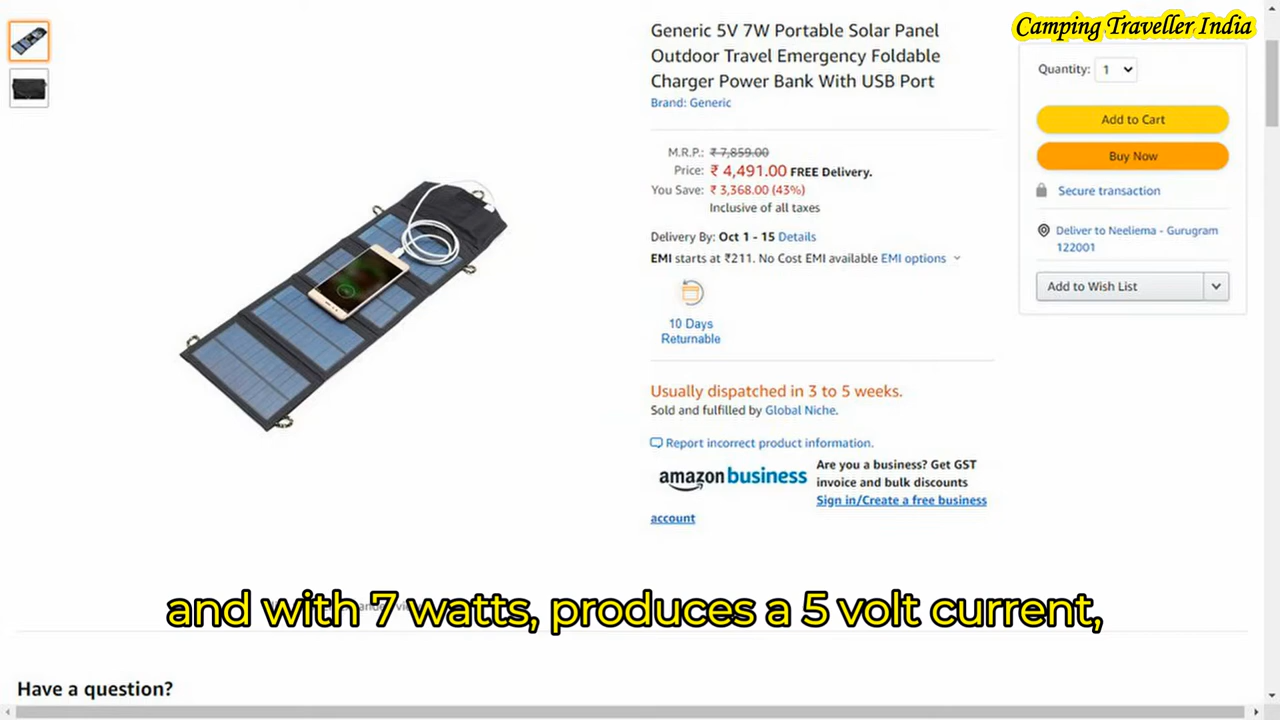 Camping Traveller India
Generic 5V 7W Portable Solar Panel
Outdoor Travel Emergency Foldable
Charger Power Bank With USB Port
Brand: Generic
M.R.P.: ₹ 7,859.00
Price: ₹ 4,491.00 FREE Delivery.
You Save: ₹ 3,368.00 (43%)
Inclusive of all taxes
Delivery By: Oct 1 - 15 Details
EMI starts at ₹211. No Cost EMI available EMI options
10 Days
Returnable
Usually dispatched in 3 to 5 weeks.
Sold and fulfilled by Global Niche.
Report incorrect product information.
amazon business
Are you a business? Get GST
invoice and bulk discounts
Sign in/Create a free business
account
Quantity: 1
Add to Cart
Buy Now
Secure transaction
Deliver to Neeliema - Gurugram
122001
Add to Wish List
and with 7 watts, produces a 5 volt current,
Have a question?